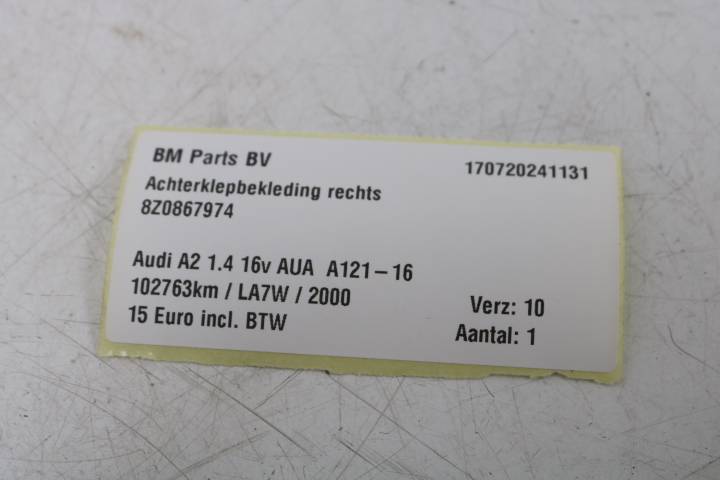 BM Parts BV 170720241131
Achterklepbekleding rechts
8Z0867974
Audi A2 1.4 16v AUA A121-16
102763km / LA7W / 2000 Verz: 10
15 Euro incl. BTW Aantal: 1